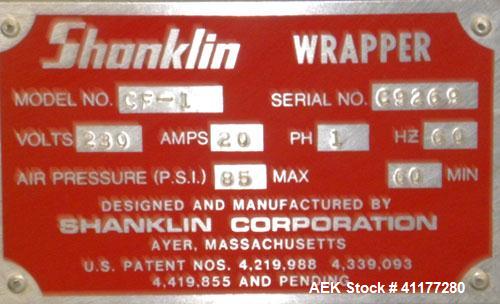 Shanklin WRAPPER
MODEL NO. CF-1 SERIAL NO. C9269
VOLTS 230 AMPS 20 PH 1 HZ 60
AIR PRESSURE (P.S.I.) 85 MAX 60 MIN
DESIGNED AND MANUFACTURED BY
SHANKLIN CORPORATION
AYER, MASSACHUSETTS
U.S. PATENT NOS. 4,219,988 4,339,093
4,419,855 AND PENDING
AEK Stock # 41177280